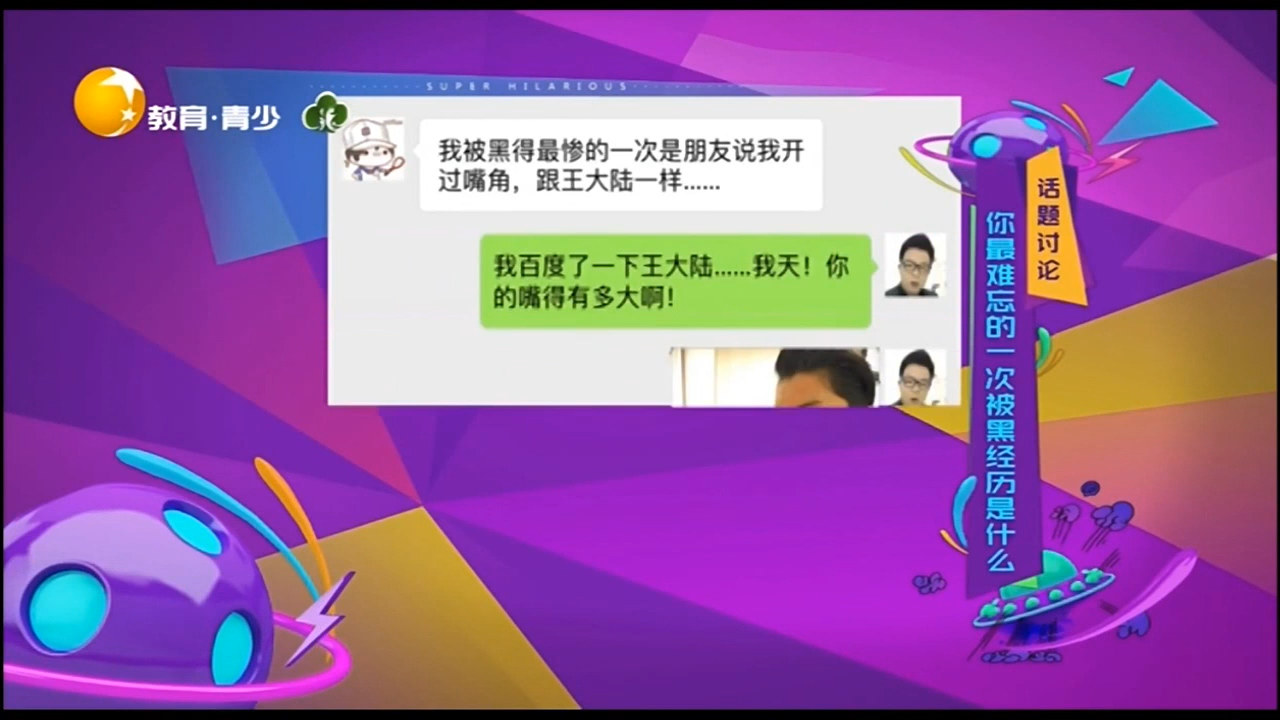 SUPER HILARIOUS
教育·青少
我被黑得最惨的一次是朋友说我开
过嘴角，跟王大陆一样……
我百度了一下王大陆……我天！你
的嘴得有多大啊！
话题讨论
你最难忘的一次被黑经历是什么